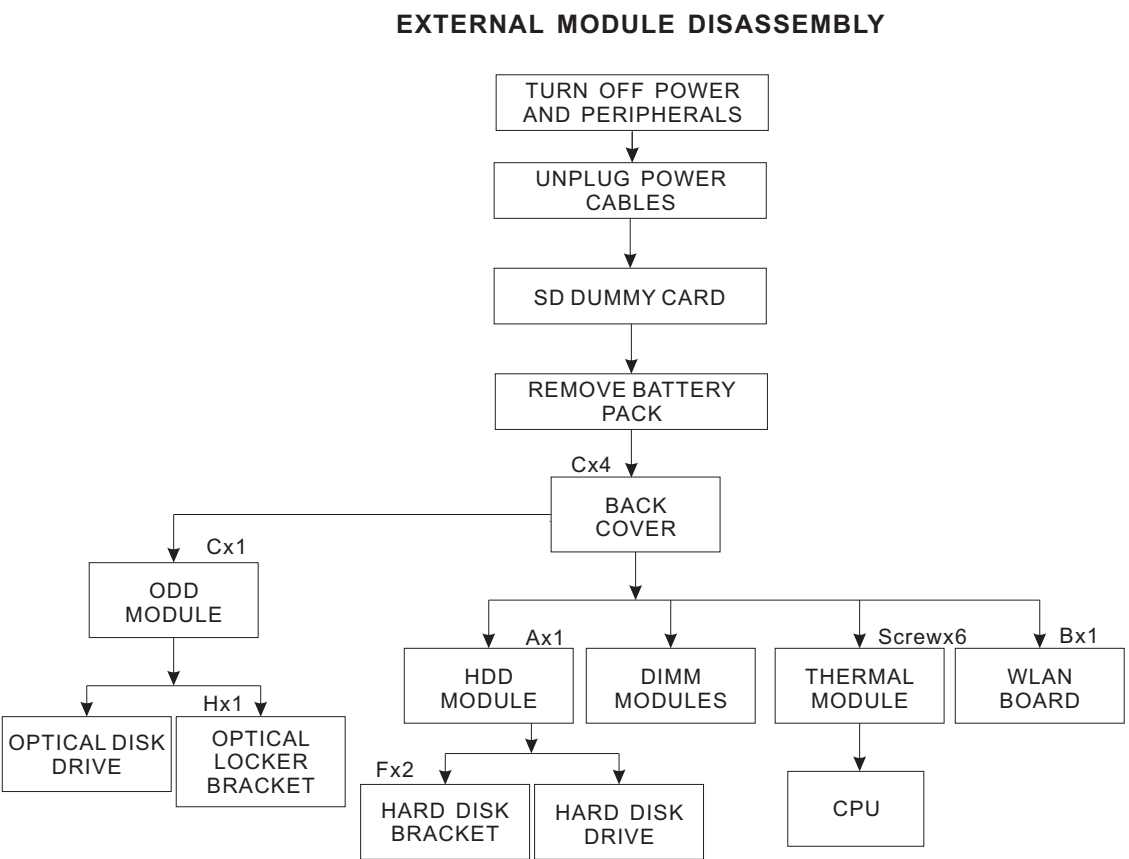 EXTERNAL MODULE DISASSEMBLY
TURN OFF POWER
AND PERIPHERALS
UNPLUG POWER
CABLES
SD DUMMY CARD
REMOVE BATTERY
PACK
Cx4
BACK
COVER
Cx1
ODD
MODULE
Ax1
HDD
MODULE
DIMM
MODULES
Screwx6
THERMAL
MODULE
Bx1
WLAN
BOARD
OPTICAL DISK
DRIVE
Hx1
OPTICAL
LOCKER
BRACKET
Fx2
HARD DISK
BRACKET
HARD DISK
DRIVE
CPU